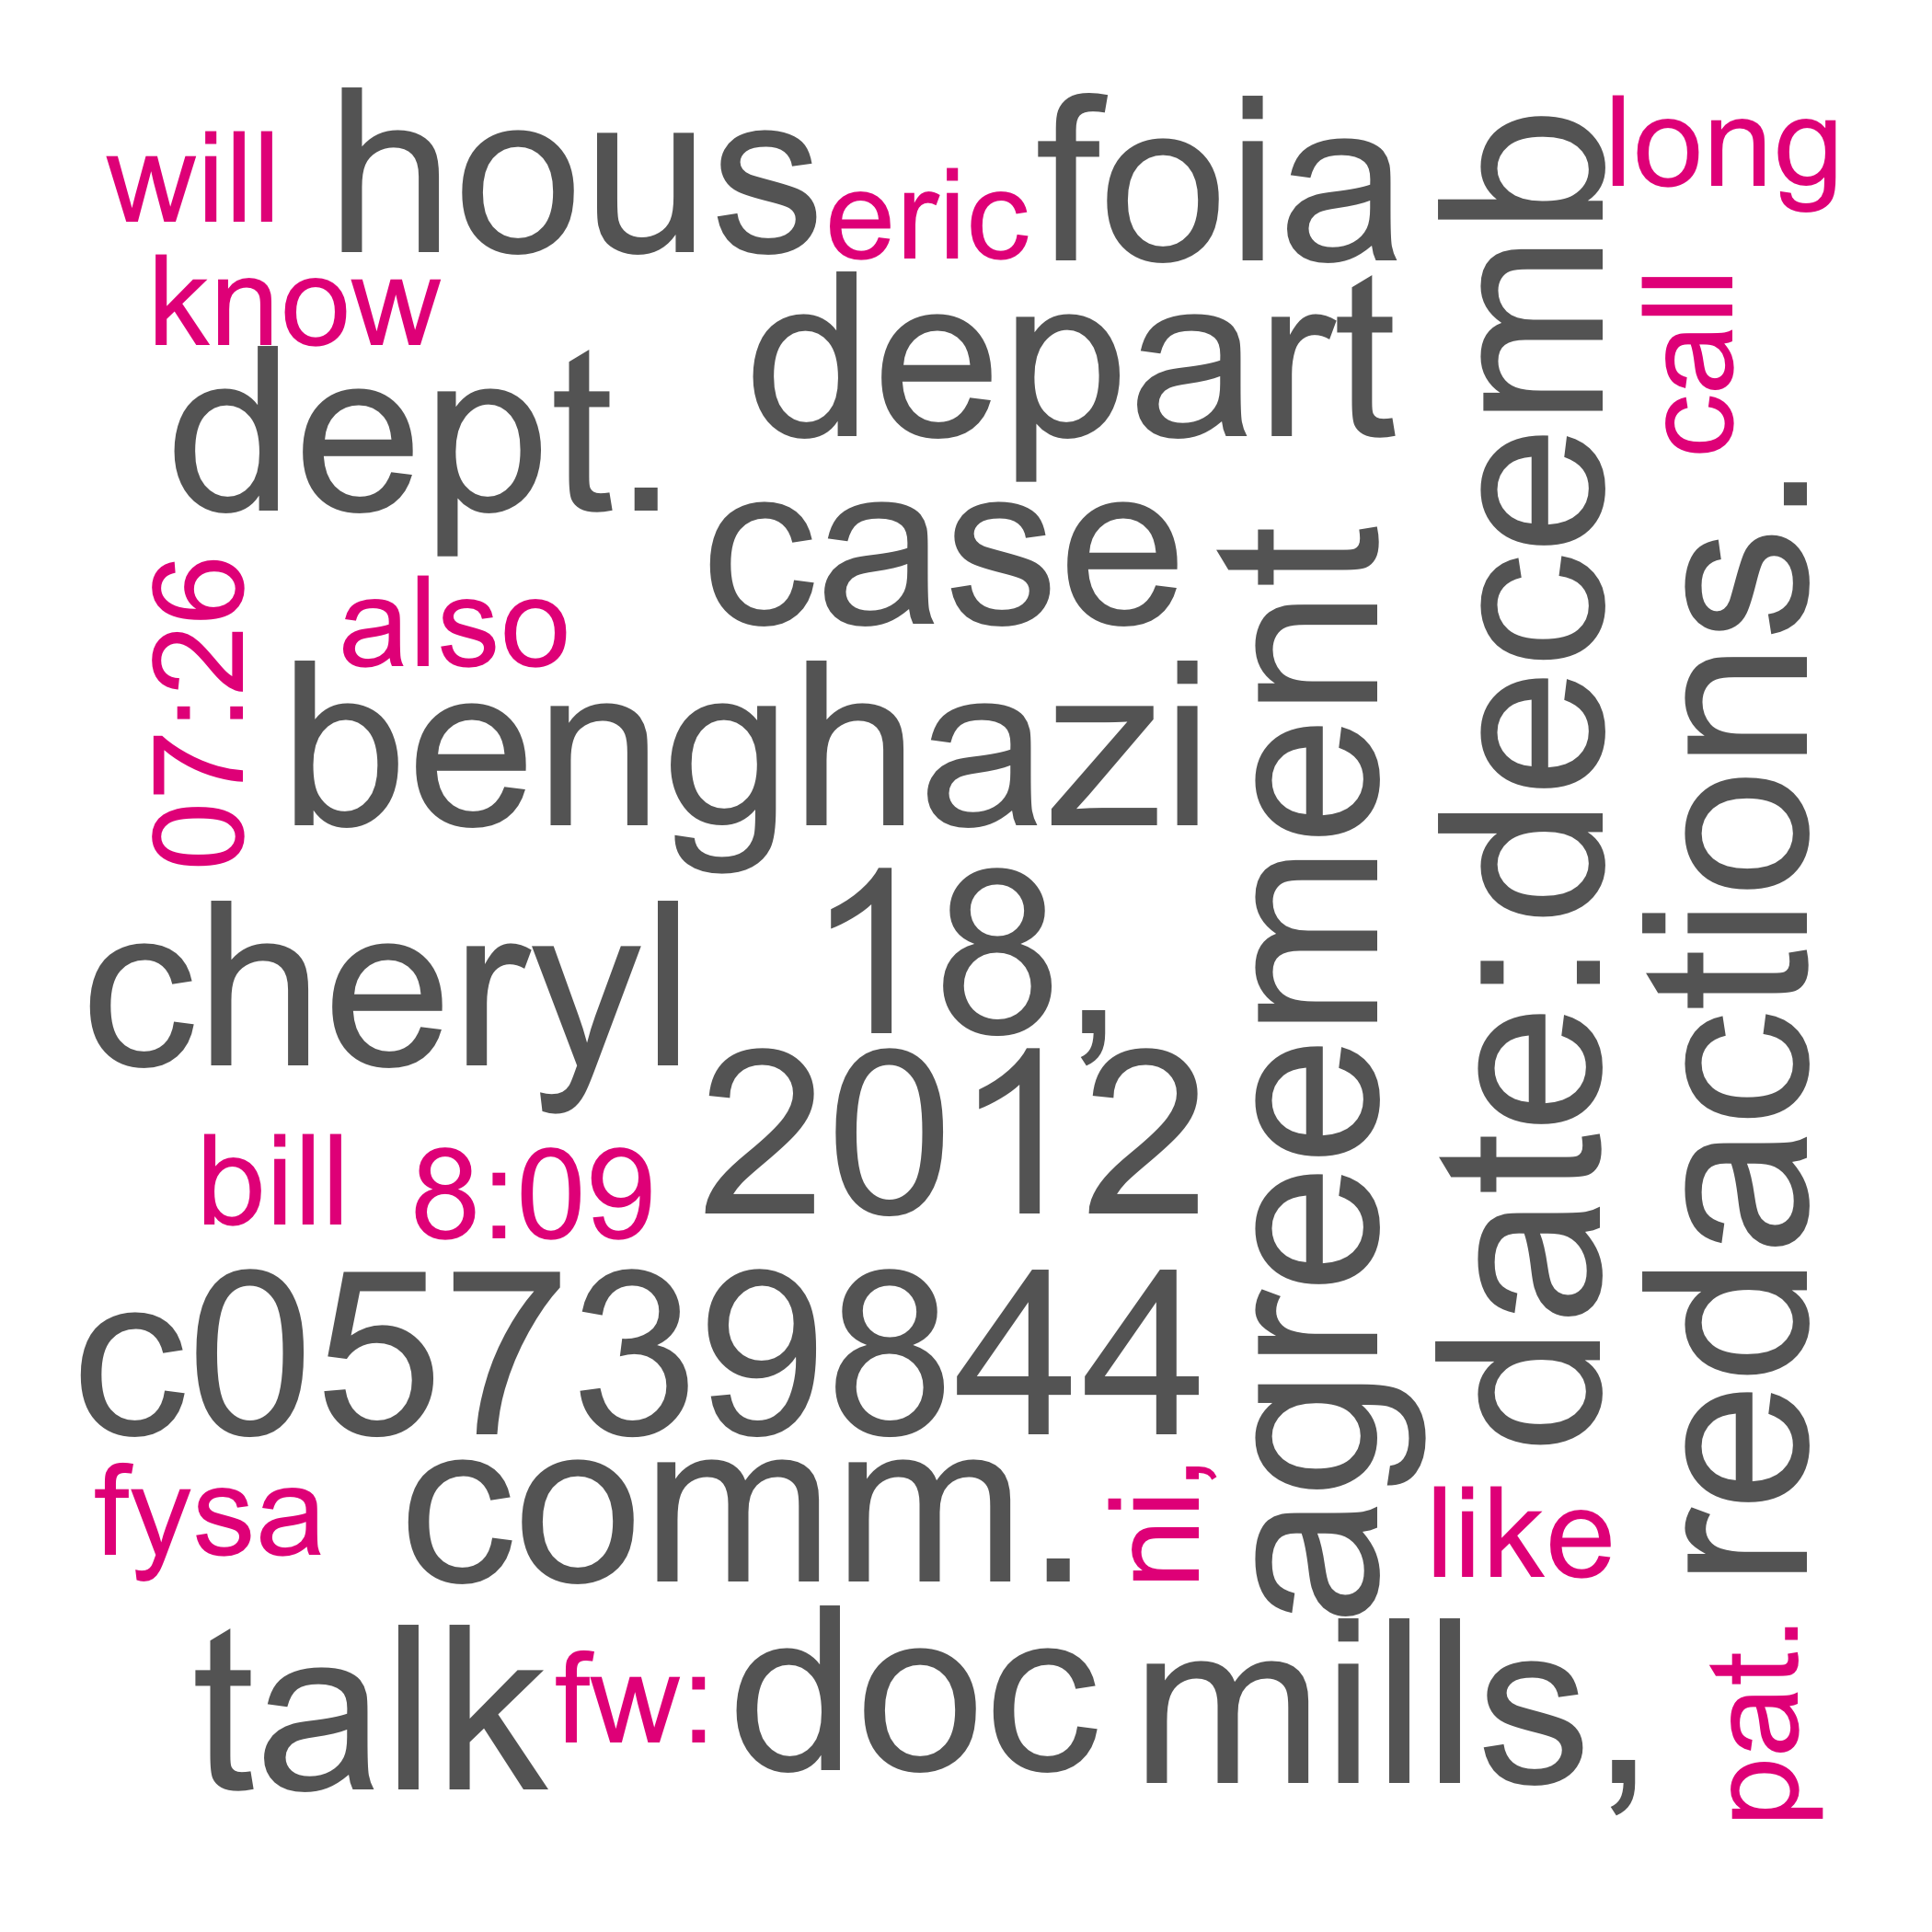 will hous eric foia long
know depart
dept. case
call
decemb
07:26 also
agreement
redactions.
benghazi
cheryl 18,
date:
bill 8:09 2012
c05739844
fysa comm. nil, like
talk fw: doc mills,
pat.